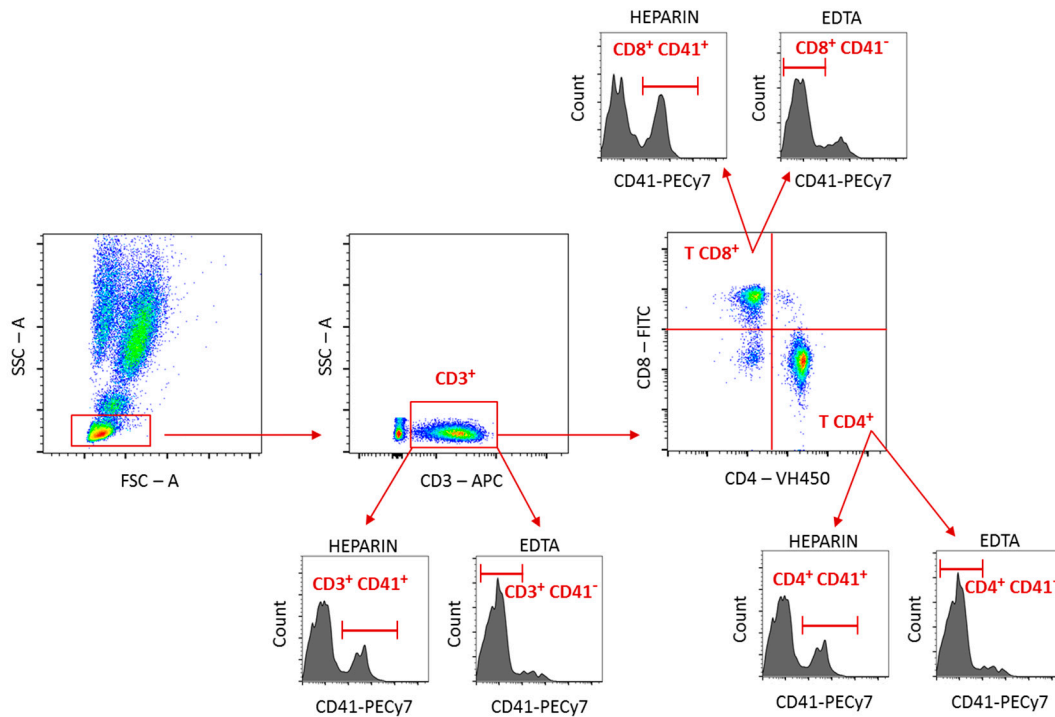 HEPARIN
EDTA
CD8⁺ CD41⁺
CD8⁺ CD41⁻
Count
Count
CD41-PECy7
CD41-PECy7
SSC – A
FSC – A
SSC – A
CD3⁺
CD3 – APC
CD8 – FITC
T CD8⁺
T CD4⁺
CD4 – VH450
HEPARIN
EDTA
HEPARIN
EDTA
CD3⁺ CD41⁺
CD3⁺ CD41⁻
CD4⁺ CD41⁺
CD4⁺ CD41⁻
Count
Count
Count
Count
CD41-PECy7
CD41-PECy7
CD41-PECy7
CD41-PECy7